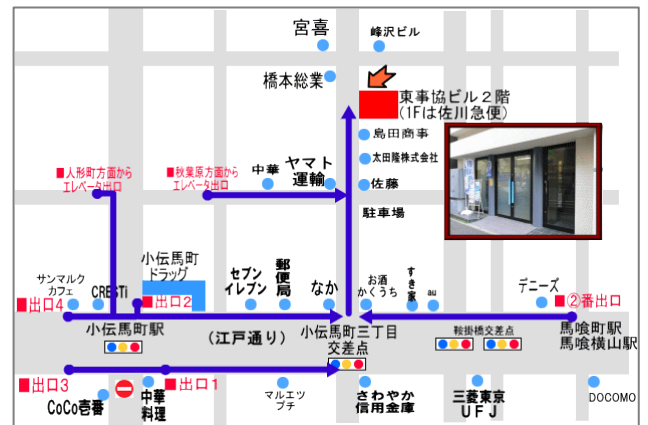 宮喜
峰沢ビル
橋本総業
東事協ビル２階
(1Fは佐川急便)
島田商事
太田隆株式会社
佐藤
駐車場
■人形町方面から
エレベータ出口
■秋葉原方面から
エレベータ出口
中華
ヤマト
運輸
小伝馬町
ドラッグ
サンマルク
カフェ
CRESTi
■出口2
■出口4
セブン
イレブン
郵便局
なか
お酒
かくうち
すき家
au
デニーズ
■②番出口
小伝馬町駅
(江戸通り)
小伝馬町三丁目
交差点
鞍掛橋交差点
馬喰町駅
馬喰横山駅
■出口3
■出口1
CoCo壱番
中華
料理
マルエツ
プチ
さわやか
信用金庫
三菱東京
ＵＦＪ
DOCOMO